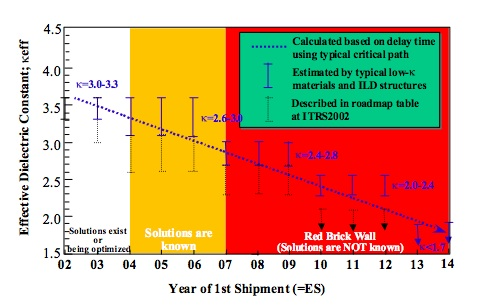 4.5
4.0
3.5
3.0
2.5
2.0
1.5
Effective Dielectric Constant; κeff
Calculated based on delay time
using typical critical path
Estimated by typical low-κ
materials and ILD structures
Described in roadmap table
at ITRS2002
κ=3.0-3.3
κ=2.6-3.0
κ=2.4-2.8
κ=2.0-2.4
κ<1.7
Solutions exist
or
being optimized
Solutions are
known
Red Brick Wall
(Solutions are NOT known)
02 03 04 05 06 07 08 09 10 11 12 13 14
Year of 1st Shipment (=ES)